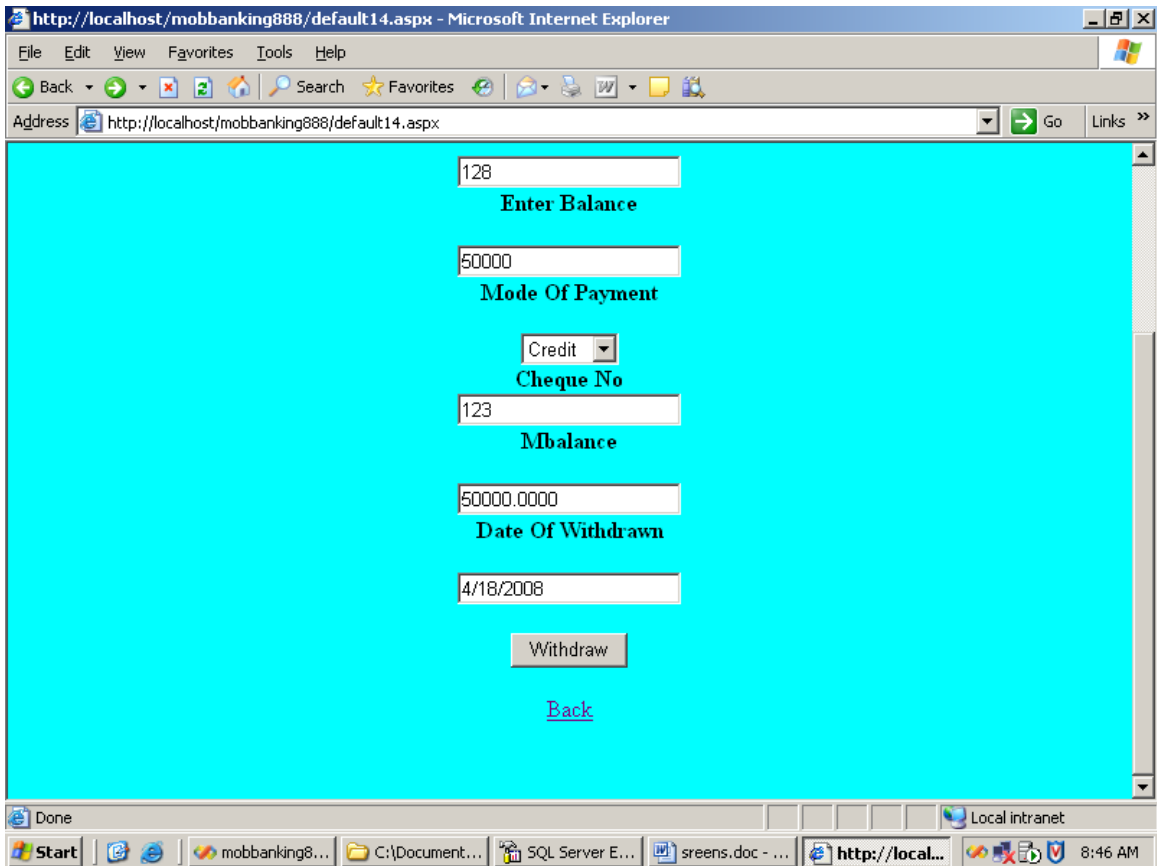 http://localhost/mobbanking888/default14.aspx - Microsoft Internet Explorer
File Edit View Favorites Tools Help
Back Search Favorites W
Address http://localhost/mobbanking888/default14.aspx Go Links »
128
Enter Balance
50000
Mode Of Payment
Credit
Cheque No
123
Mbalance
50000.0000
Date Of Withdrawn
4/18/2008
Withdraw
Back
Done Local intranet
Start mobbanking8... C:\Document... SQL Server E... sreens.doc - ... http://local... 8:46 AM